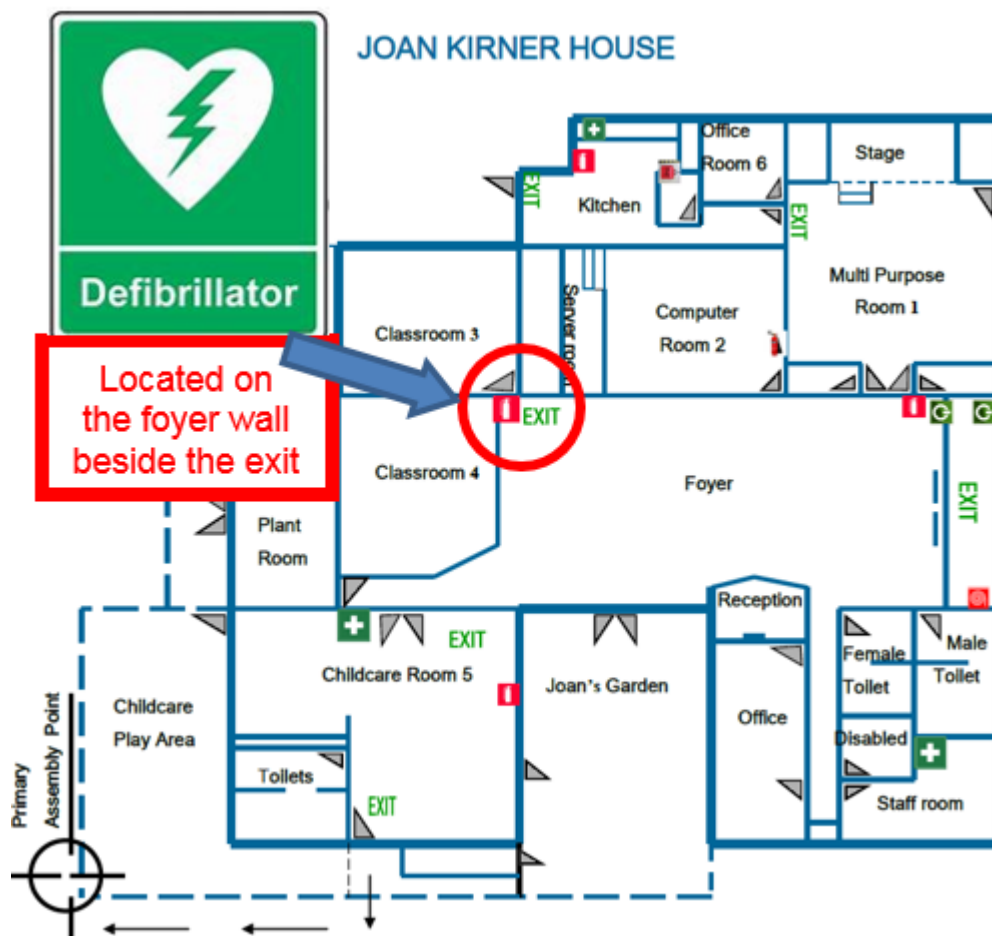 JOAN KIRNER HOUSE
Defibrillator
Located on
the foyer wall
beside the exit
Office
Room 6
Stage
EXIT
Kitchen
EXIT
Multi Purpose
Room 1
Classroom 3
Server room
Computer
Room 2
EXIT
Classroom 4
Foyer
EXIT
Plant
Room
Reception
EXIT
Female
Toilet
Male
Toilet
Childcare Room 5
Joan's Garden
Childcare
Play Area
Office
Disabled
Primary
Assembly Point
Toilets
EXIT
Staff room